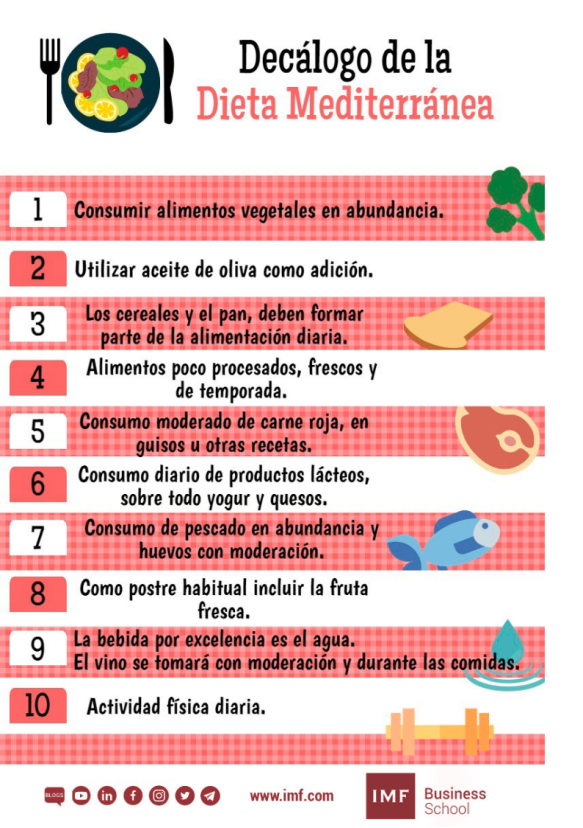 Decálogo de la
Dieta Mediterránea
1
Consumir alimentos vegetales en abundancia.
2
Utilizar aceite de oliva como adición.
3
Los cereales y el pan, deben formar
parte de la alimentación diaria.
4
Alimentos poco procesados, frescos y
de temporada.
5
Consumo moderado de carne roja, en
guisos u otras recetas.
6
Consumo diario de productos lácteos,
sobre todo yogur y quesos.
7
Consumo de pescado en abundancia y
huevos con moderación.
8
Como postre habitual incluir la fruta
fresca.
9
La bebida por excelencia es el agua.
El vino se tomará con moderación y durante las comidas.
10
Actividad física diaria.
BLOGS
www.imf.com
IMF
Business
School